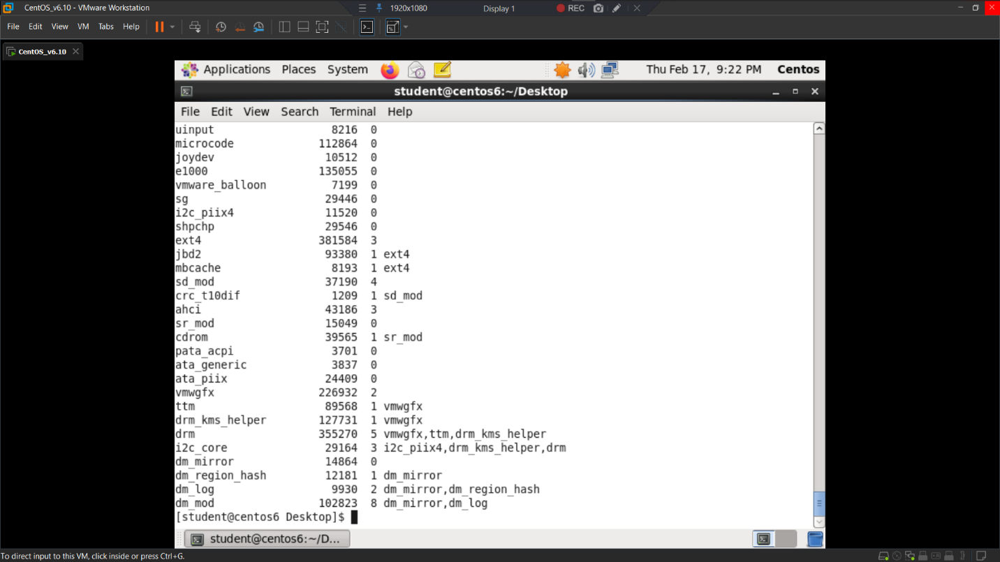 CentOS_v6.10 - VMware Workstation
1920x1080
Display 1
REC
File Edit View VM Tabs Help
CentOS_v6.10
Applications Places System
Thu Feb 17, 9:22 PM
Centos
student@centos6:~/Desktop
File Edit View Search Terminal Help
uinput 8216 0
microcode 112864 0
joydev 10512 0
e1000 135055 0
vmware_balloon 7199 0
sg 29446 0
i2c_piix4 11520 0
shpchp 29546 0
ext4 381584 3
jbd2 93380 1 ext4
mbcache 8193 1 ext4
sd_mod 37190 4
crc_t10dif 1209 1 sd_mod
ahci 43186 3
sr_mod 15049 0
cdrom 39565 1 sr_mod
pata_acpi 3701 0
ata_generic 3837 0
ata_piix 24409 0
vmwgfx 226932 2
ttm 89568 1 vmwgfx
drm_kms_helper 127731 1 vmwgfx
drm 355270 5 vmwgfx,ttm,drm_kms_helper
i2c_core 29164 3 i2c_piix4,drm_kms_helper,drm
dm_mirror 14864 0
dm_region_hash 12181 1 dm_mirror
dm_log 9930 2 dm_mirror,dm_region_hash
dm_mod 102823 8 dm_mirror,dm_log
[student@centos6 Desktop]$
student@centos6:~/D...
To direct input to this VM, click inside or press Ctrl+G.